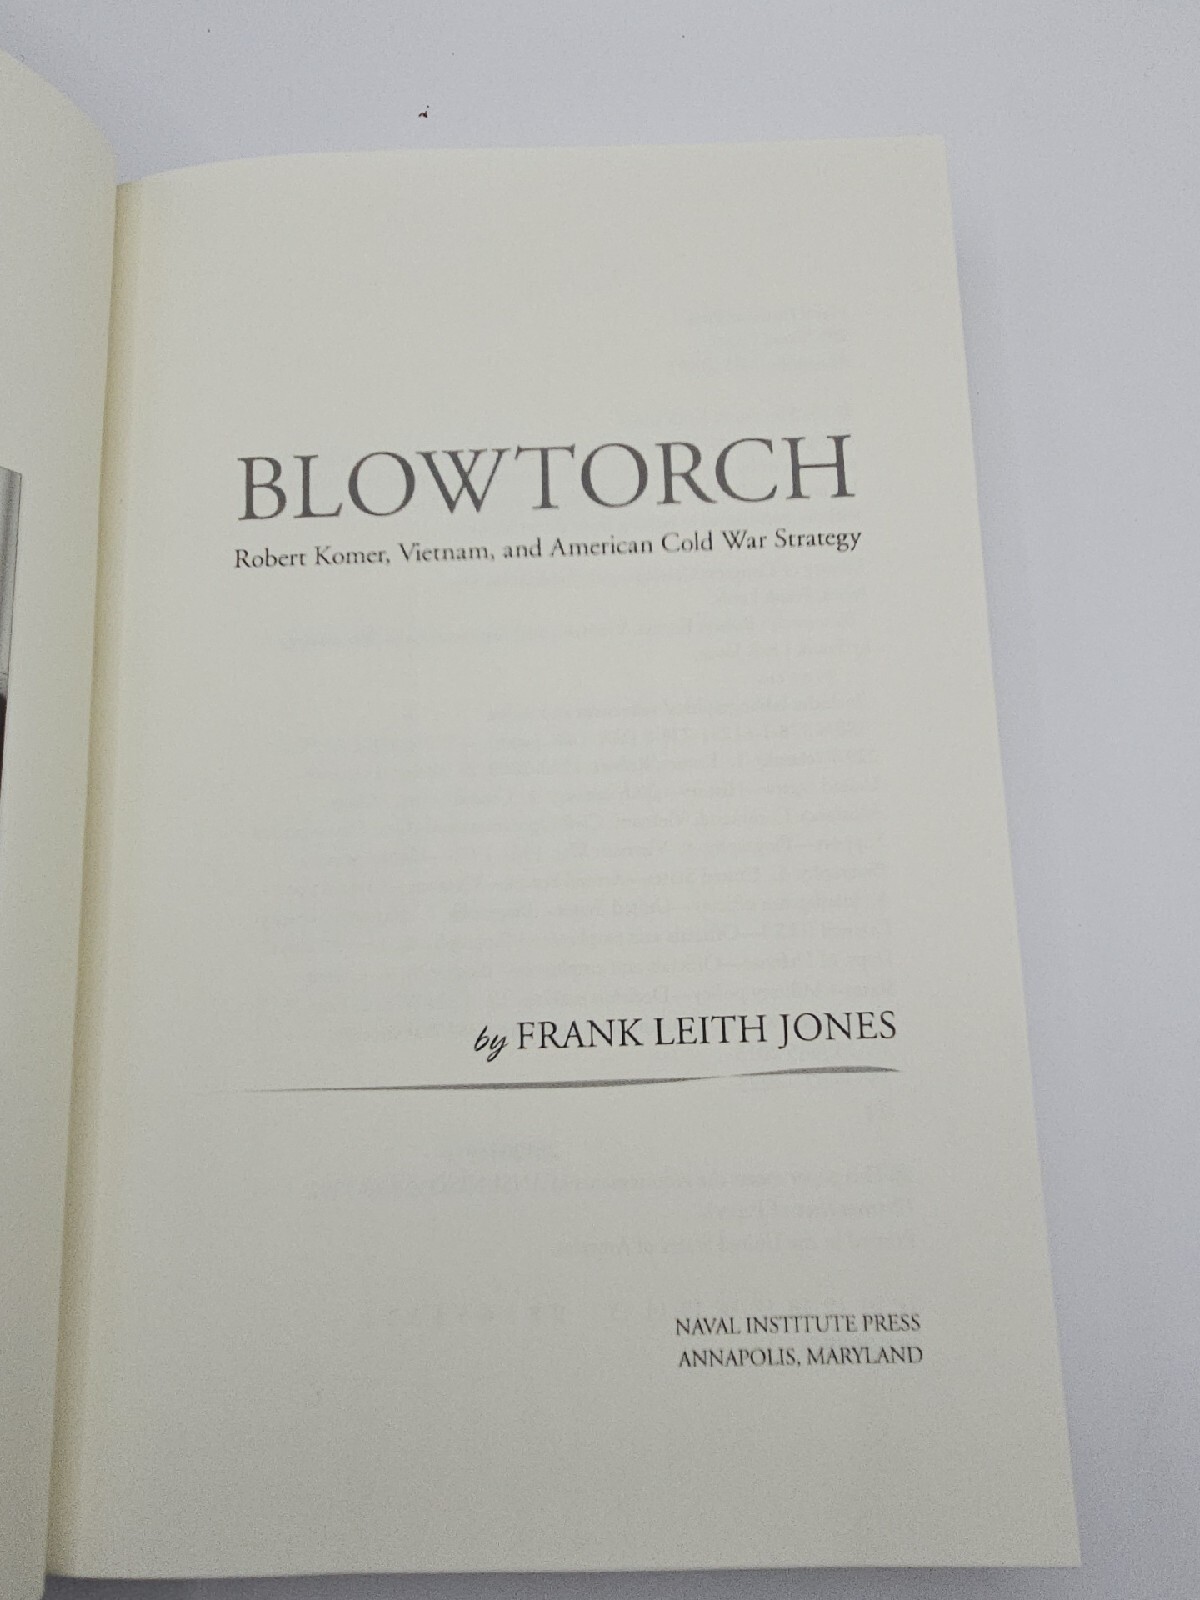 BLOWTORCH
Robert Komer, Vietnam, and American Cold War Strategy
by FRANK LEITH JONES
NAVAL INSTITUTE PRESS
ANNAPOLIS, MARYLAND